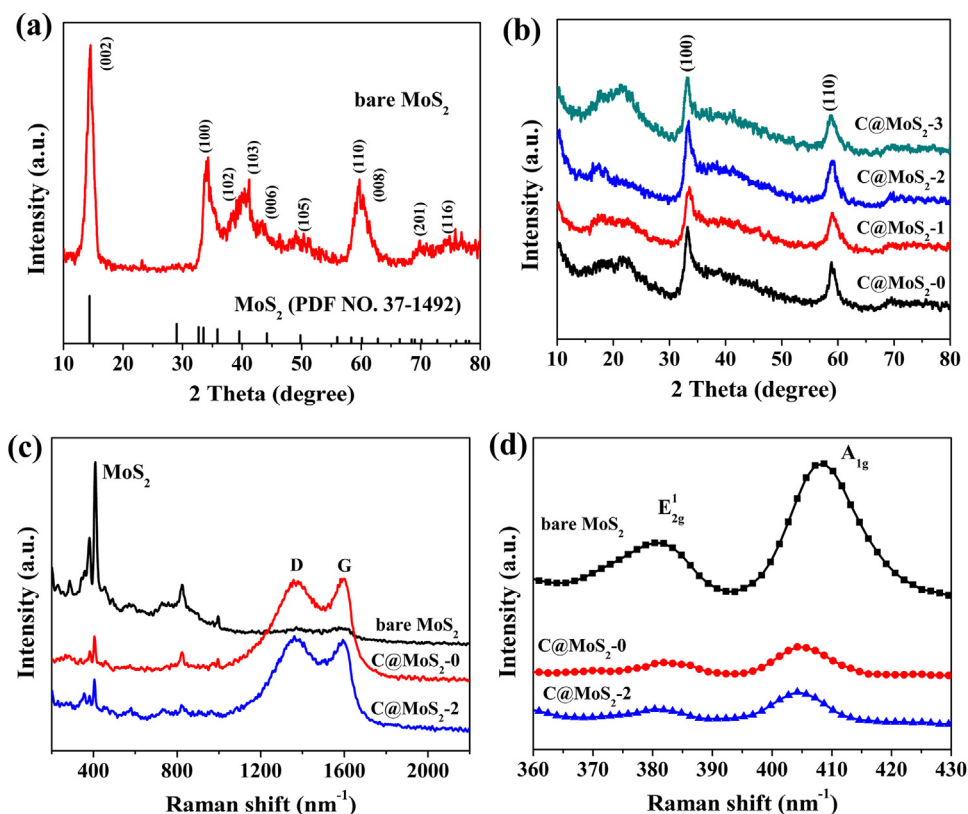 (a)
(002)
bare MoS₂
(100)
(102)
(103)
(006)
(105)
(110)
(008)
(201)
(116)
MoS₂ (PDF NO. 37-1492)
Intensity (a.u.)
10 20 30 40 50 60 70 80
2 Theta (degree)
(b)
(100)
(110)
C@MoS₂-3
C@MoS₂-2
C@MoS₂-1
C@MoS₂-0
Intensity (a.u.)
10 20 30 40 50 60 70 80
2 Theta (degree)
(c)
MoS₂
D G
bare MoS₂
C@MoS₂-0
C@MoS₂-2
Intensity (a.u.)
400 800 1200 1600 2000
Raman shift (nm⁻¹)
(d)
A₁g
E¹₂g
bare MoS₂
C@MoS₂-0
C@MoS₂-2
Intensity (a.u.)
360 370 380 390 400 410 420 430
Raman shift (nm⁻¹)